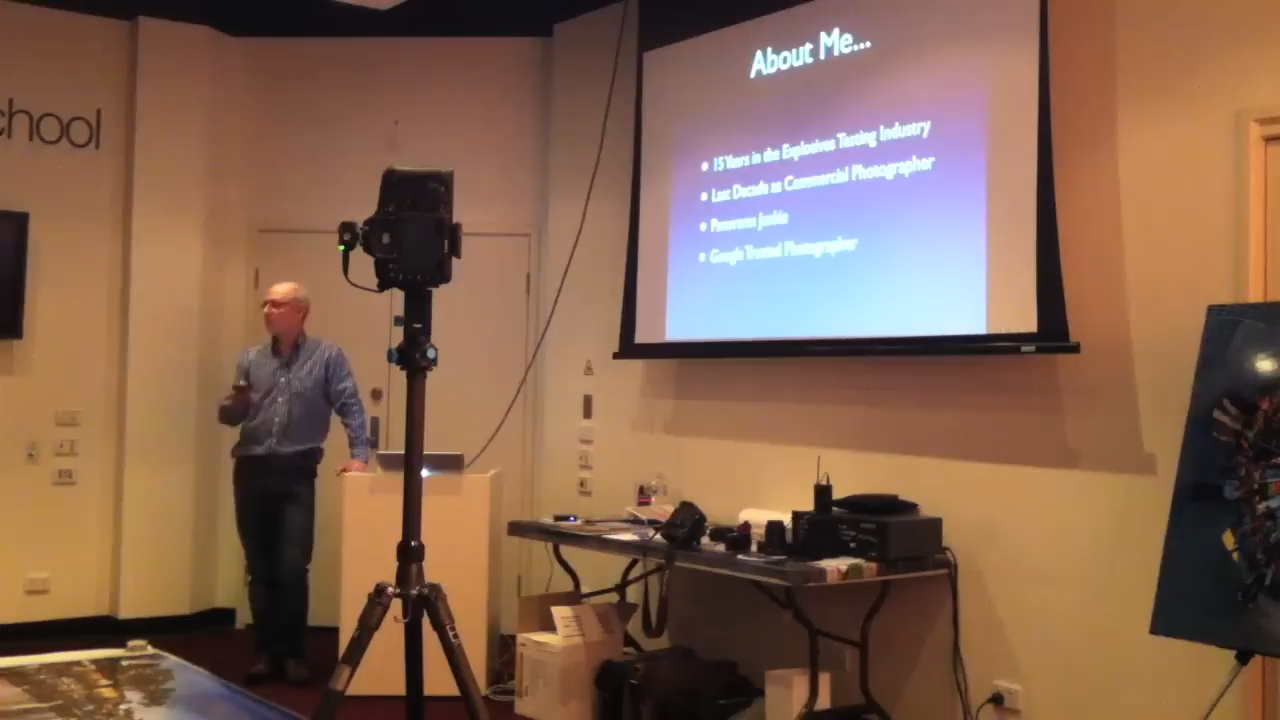 chool
About Me...
• 15 Years in the Explosives Testing Industry
• Last Decade as Commercial Photographer
• Panorama Junkie
• Google Trusted Photographer